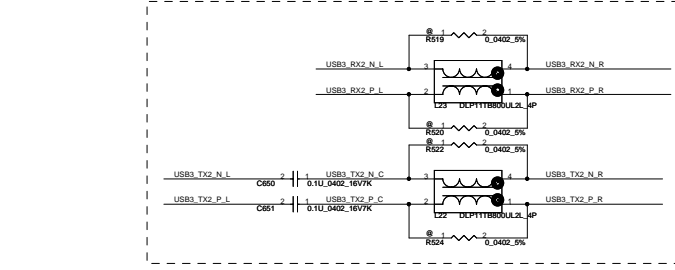 @
1 2
R519 0_0402_5%
USB3_RX2_N_L 3 4 USB3_RX2_N_R
USB3_RX2_P_L 2 1 USB3_RX2_P_R
L23 DLP11TB800UL2L_4P
@
1 2
R520 0_0402_5%
@
1 2
R522 0_0402_5%
USB3_TX2_N_L 2 1 USB3_TX2_N_C 3 4 USB3_TX2_N_R
C650 0.1U_0402_16V7K
USB3_TX2_P_L 2 1 USB3_TX2_P_C 2 1 USB3_TX2_P_R
C651 0.1U_0402_16V7K L22 DLP11TB800UL2L_4P
@
1 2
R524 0_0402_5%